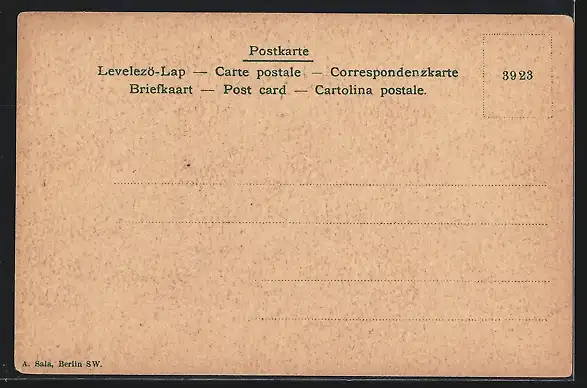 Postkarte
Levelezö-Lap — Carte postale — Correspondenzkarte
Briefkaart — Post card — Cartolina postale.
3923
A. Sala, Berlin SW.